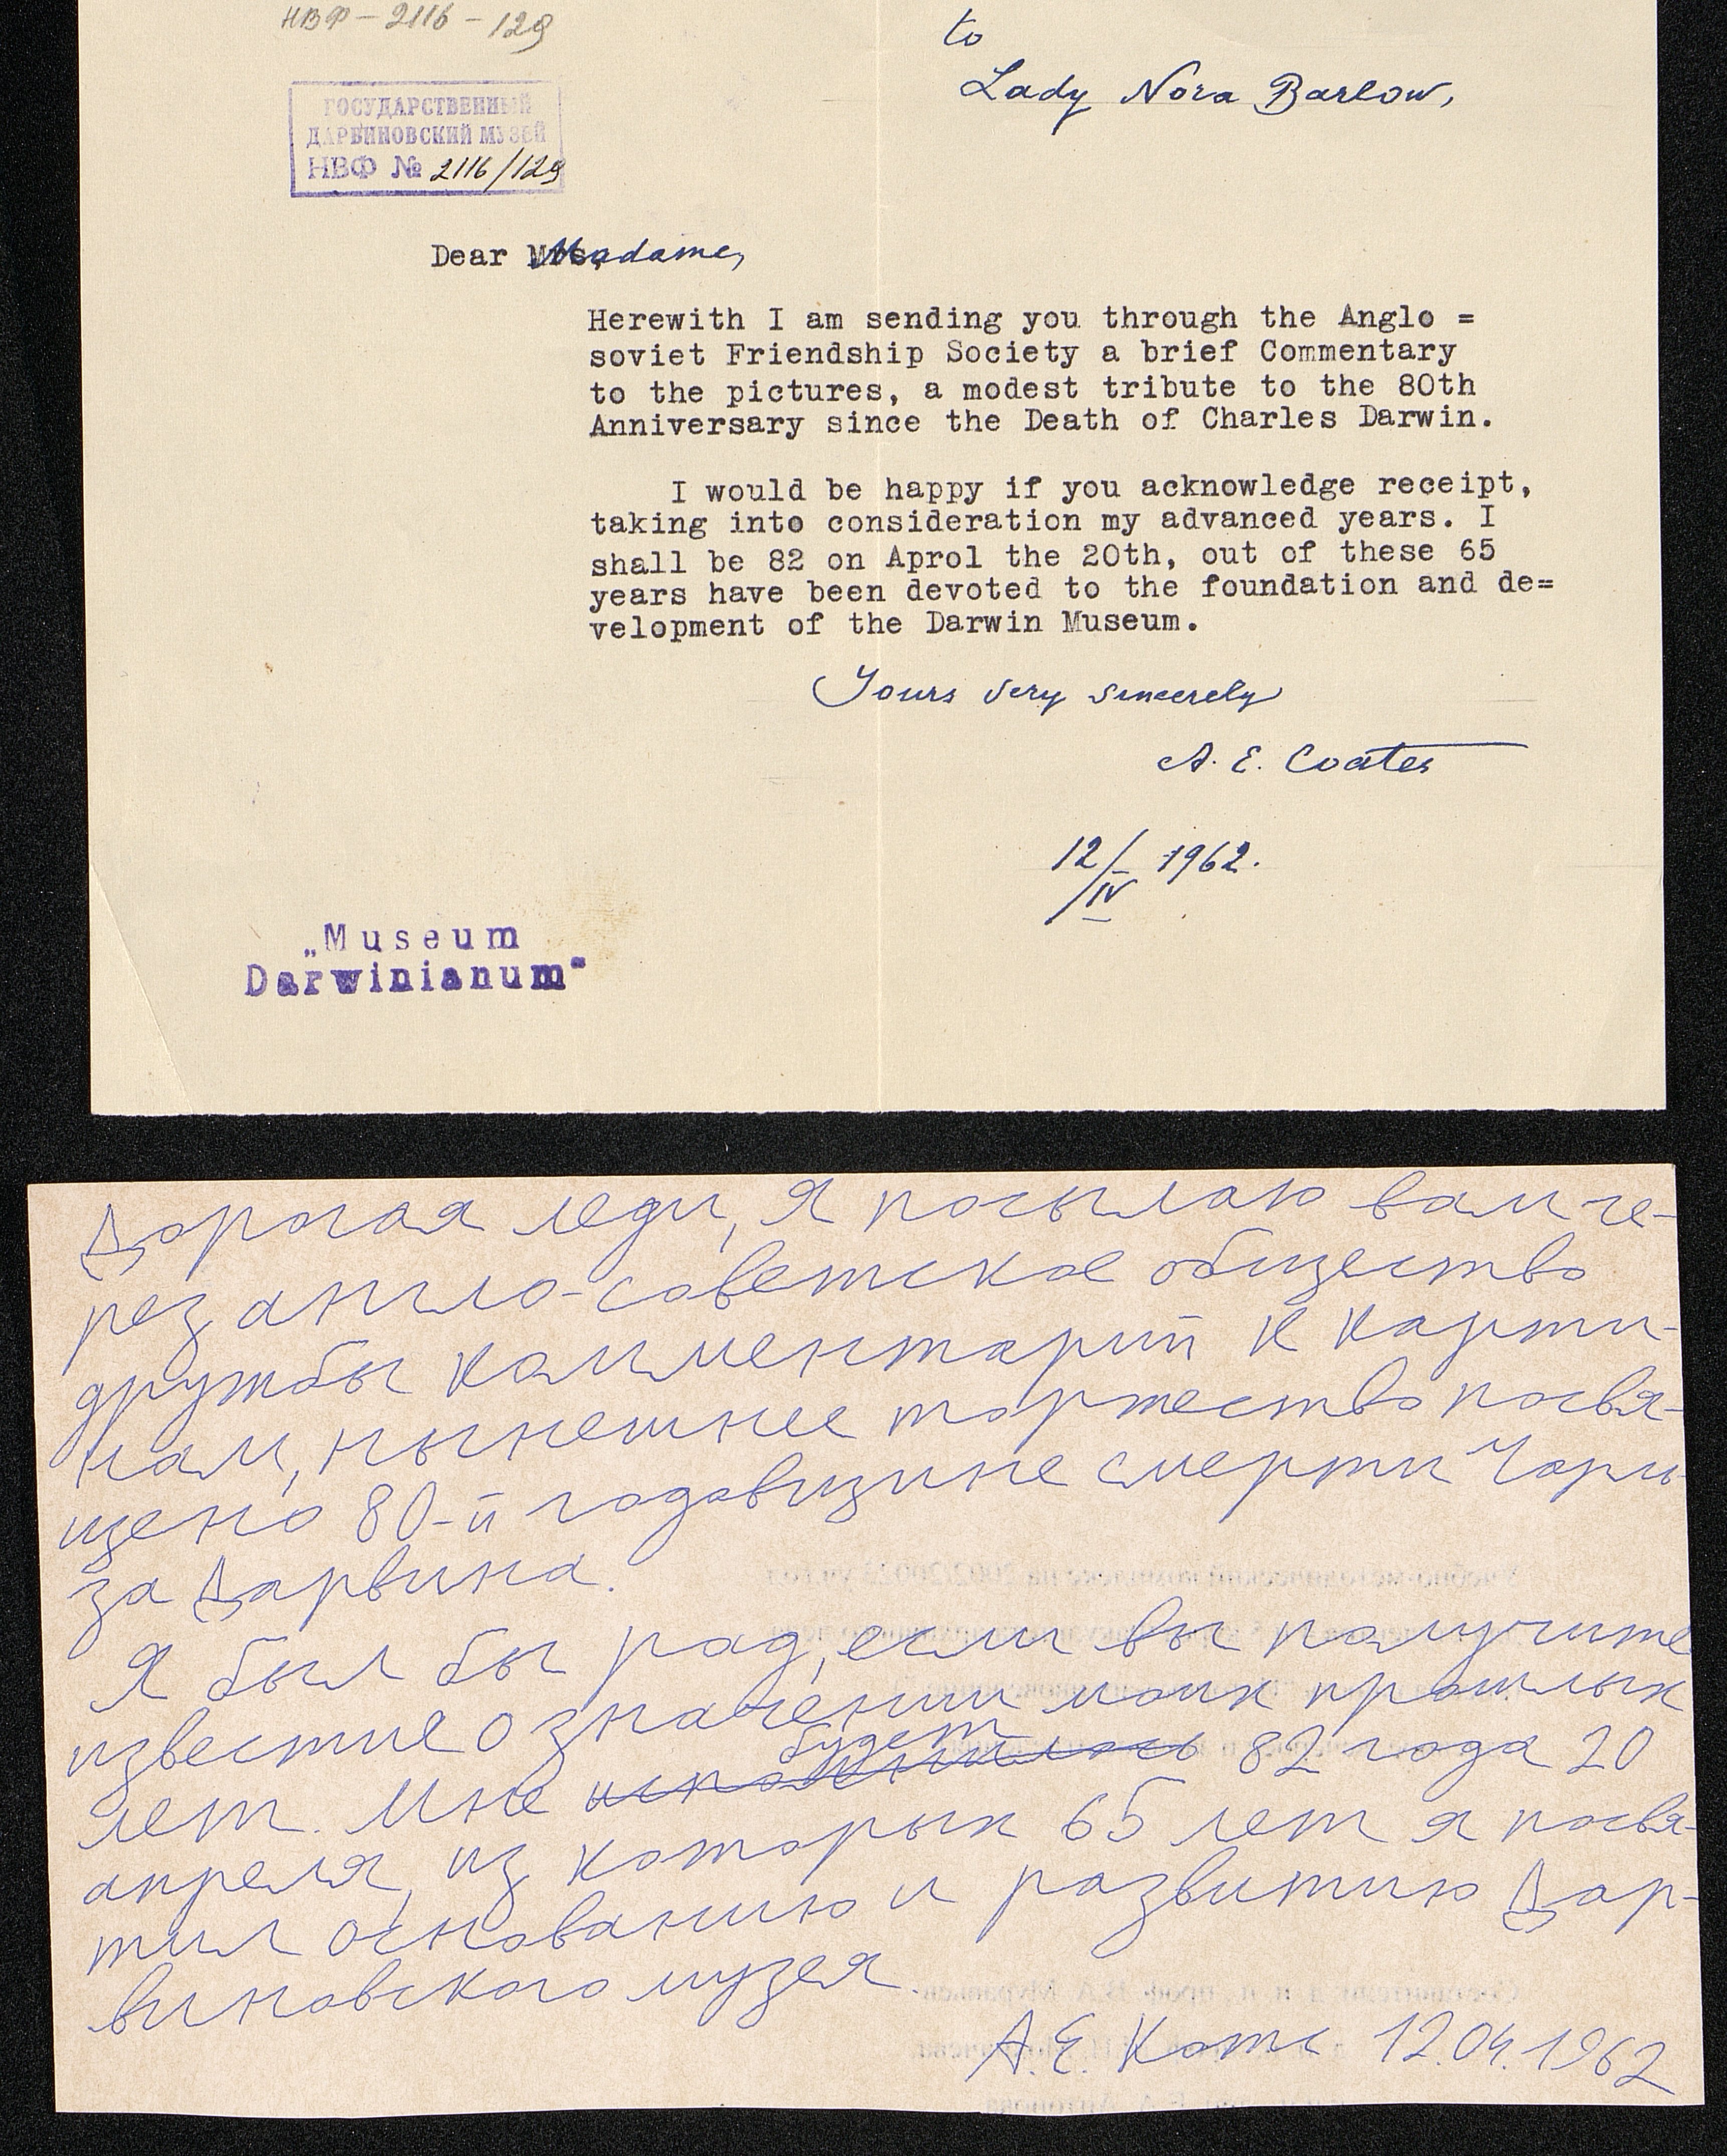 НВФ-2116-129
to
Lady Nora Barlow,
ГОСУДАРСТВЕННЫЙ
ДАРВИНОВСКИЙ МУЗЕЙ
НВФ № 2116/129
Dear Madame,
Herewith I am sending you through the Anglo =
soviet Friendship Society a brief Commentary
to the pictures, a modest tribute to the 80th
Anniversary since the Death of Charles Darwin.
I would be happy if you acknowledge receipt,
taking into consideration my advanced years. I
shall be 82 on Aprol the 20th, out of these 65
years have been devoted to the foundation and de=
velopment of the Darwin Museum.
Yours very sincerely
A. E. Coates
12/IV 1962.
„Museum
Darwinianum"
Дорогая леди, я посылаю вам че-
рез англо-советское общество
дружбы комментарий к карти-
нам, нынешнее торжество посвя-
щено 80-й годовщине смерти Чарль
за Дарвина.
Я был бы рад, если вы получите
известие о значении моих прошлых
лет. Мне будет 82 года 20
апреля, из которых 65 лет я посвя-
тил основанию и развитию Дар-
виновского музея.
А.Е. Котс 12.04.1962